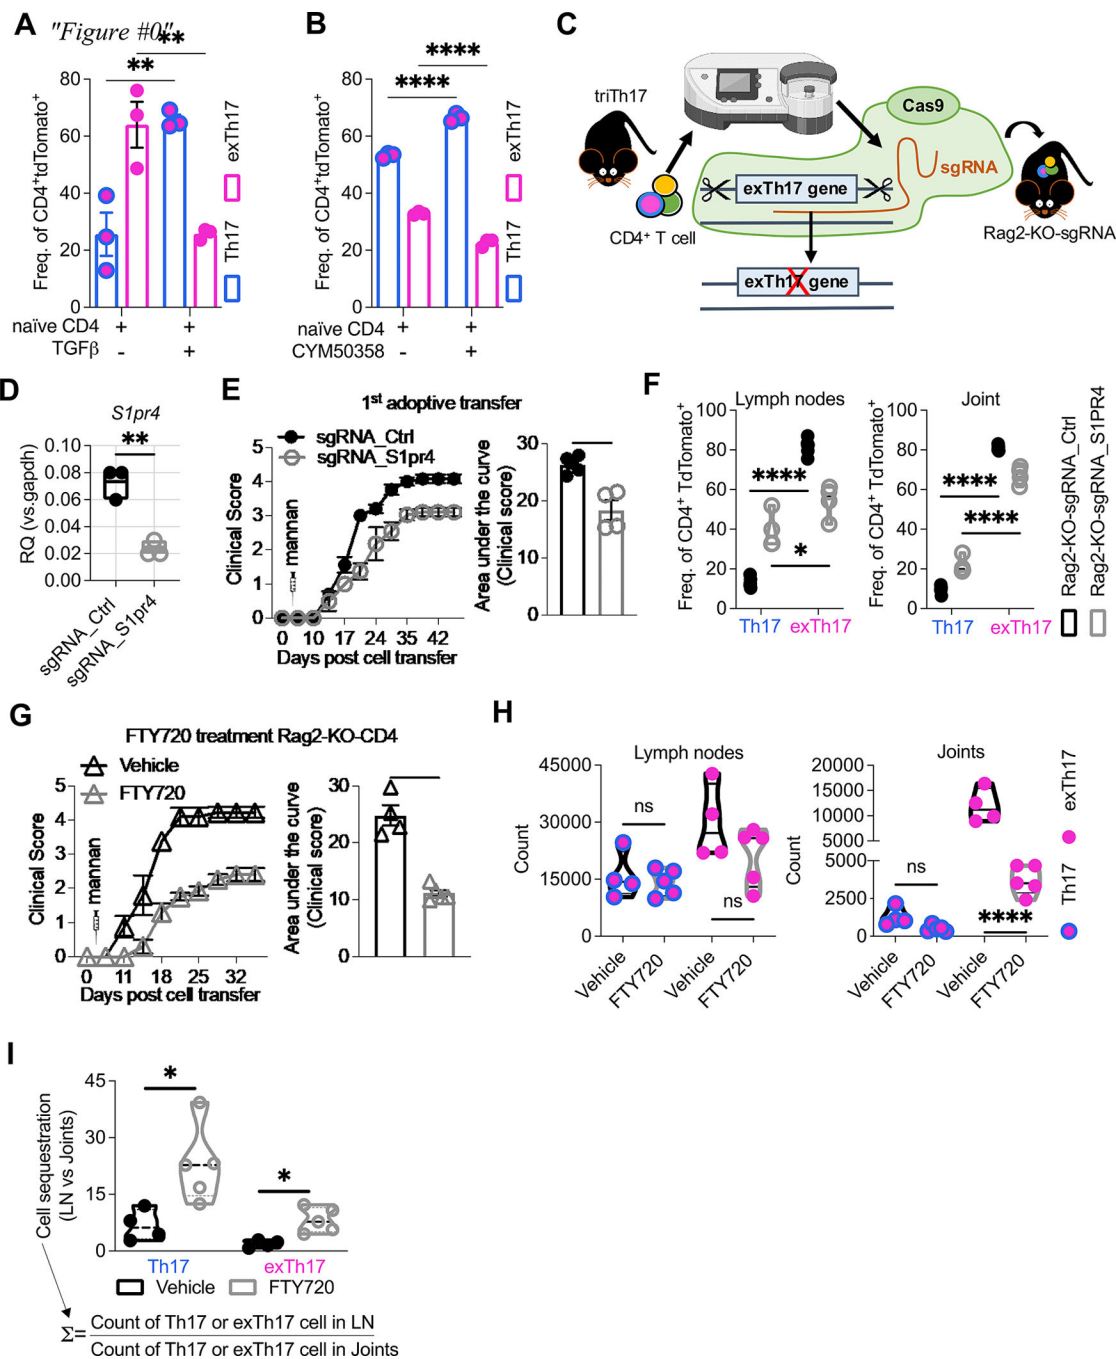 A
"Figure #0"
**
**
Freq. of CD4+tdTomato+
80
60
40
20
0
naïve CD4 + +
TGFβ - +
Th17 exTh17
B
****
****
Freq. of CD4+tdTomato+
80
60
40
20
0
naïve CD4 + +
CYM50358 - +
Th17 exTh17
C
triTh17
CD4+ T cell
Cas9
sgRNA
exTh17 gene
exTh17 gene
Rag2-KO-sgRNA
D
S1pr4
**
RQ (vs.gapdh)
0.10
0.08
0.06
0.04
0.02
0.00
sgRNA_Ctrl
sgRNA_S1pr4
E
1st adoptive transfer
sgRNA_Ctrl
sgRNA_S1pr4
Clinical Score
5
4
3
2
1
0
mannan
0 10 17 24 35 42
Days post cell transfer
Area under the curve
(Clinical score)
30
20
10
0
F
Lymph nodes
Freq. of CD4+ TdTomato+
100
80
60
40
20
0
****
*
Th17 exTh17
Joint
Freq. of CD4+ TdTomato+
100
80
60
40
20
0
****
****
Th17 exTh17
Rag2-KO-sgRNA_Ctrl
Rag2-KO-sgRNA_S1PR4
G
FTY720 treatment Rag2-KO-CD4
Vehicle
FTY720
Clinical Score
5
4
3
2
1
0
mannan
0 11 18 25 32
Days post cell transfer
Area under the curve
(Clinical score)
30
20
10
0
H
Lymph nodes
Count
45000
30000
15000
0
ns
ns
Vehicle
FTY720
Vehicle
FTY720
Joints
Count
20000
15000
10000
5000
5000
2500
0
ns
****
Vehicle
FTY720
Vehicle
FTY720
Th17 exTh17
I
Cell sequestration
(LN vs Joints)
45
30
15
0
*
*
Th17 exTh17
Vehicle FTY720
Σ= Count of Th17 or exTh17 cell in LN
Count of Th17 or exTh17 cell in Joints